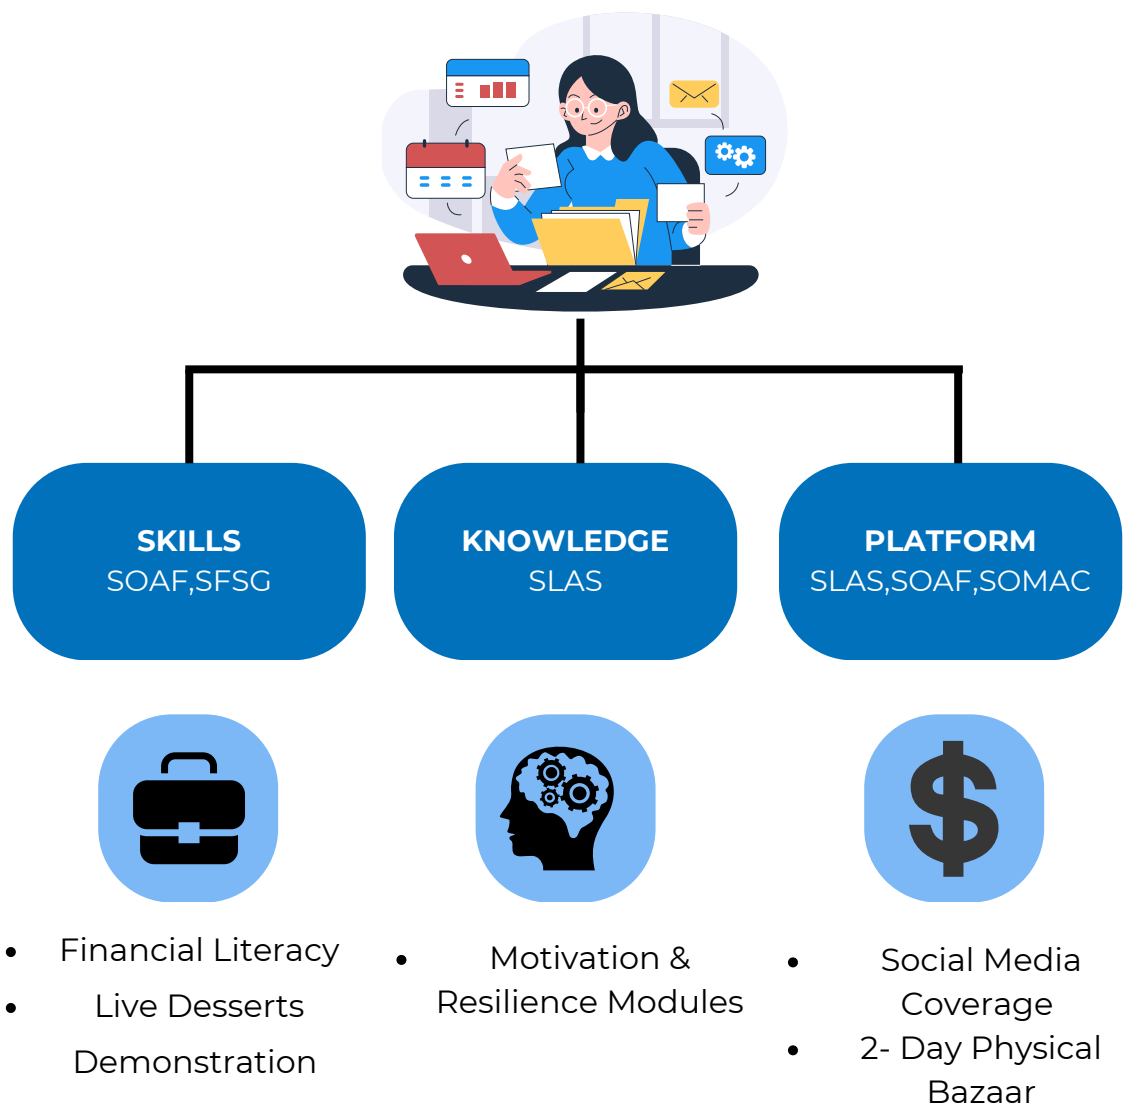 SKILLS
SOAF,SFSG
KNOWLEDGE
SLAS
PLATFORM
SLAS,SOAF,SOMAC
• Financial Literacy
• Live Desserts
Demonstration
• Motivation &
Resilience Modules
• Social Media
Coverage
• 2- Day Physical
Bazaar